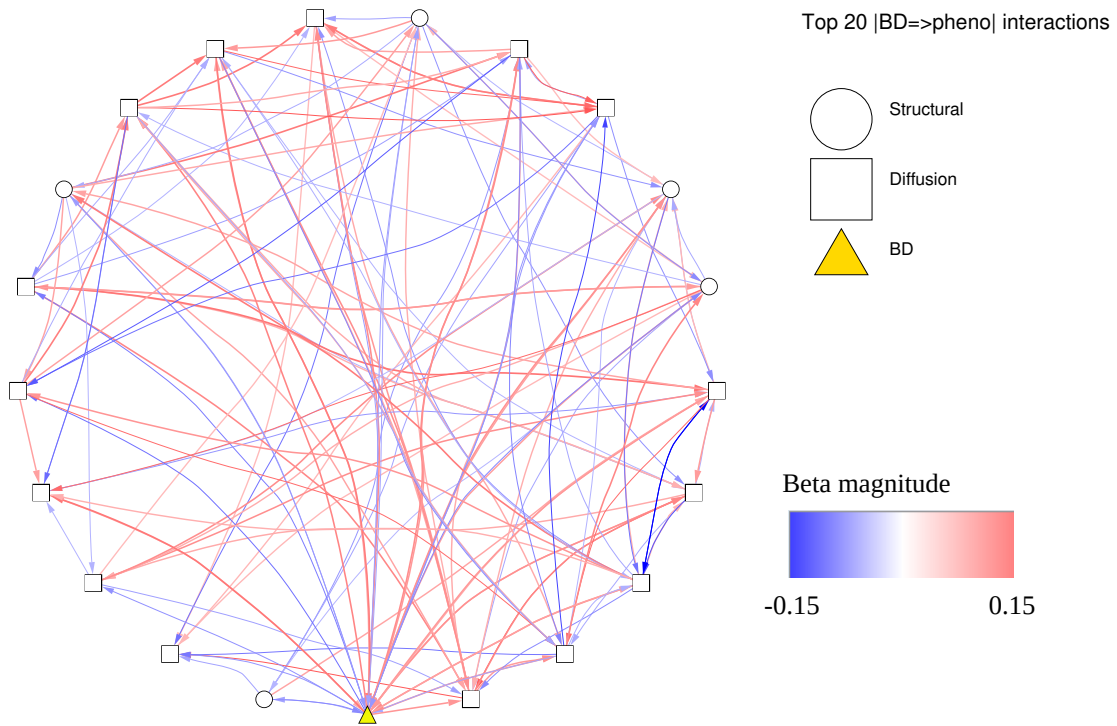 Top 20 |BD=>pheno| interactions
Structural
Diffusion
BD
Beta magnitude
-0.15 0.15